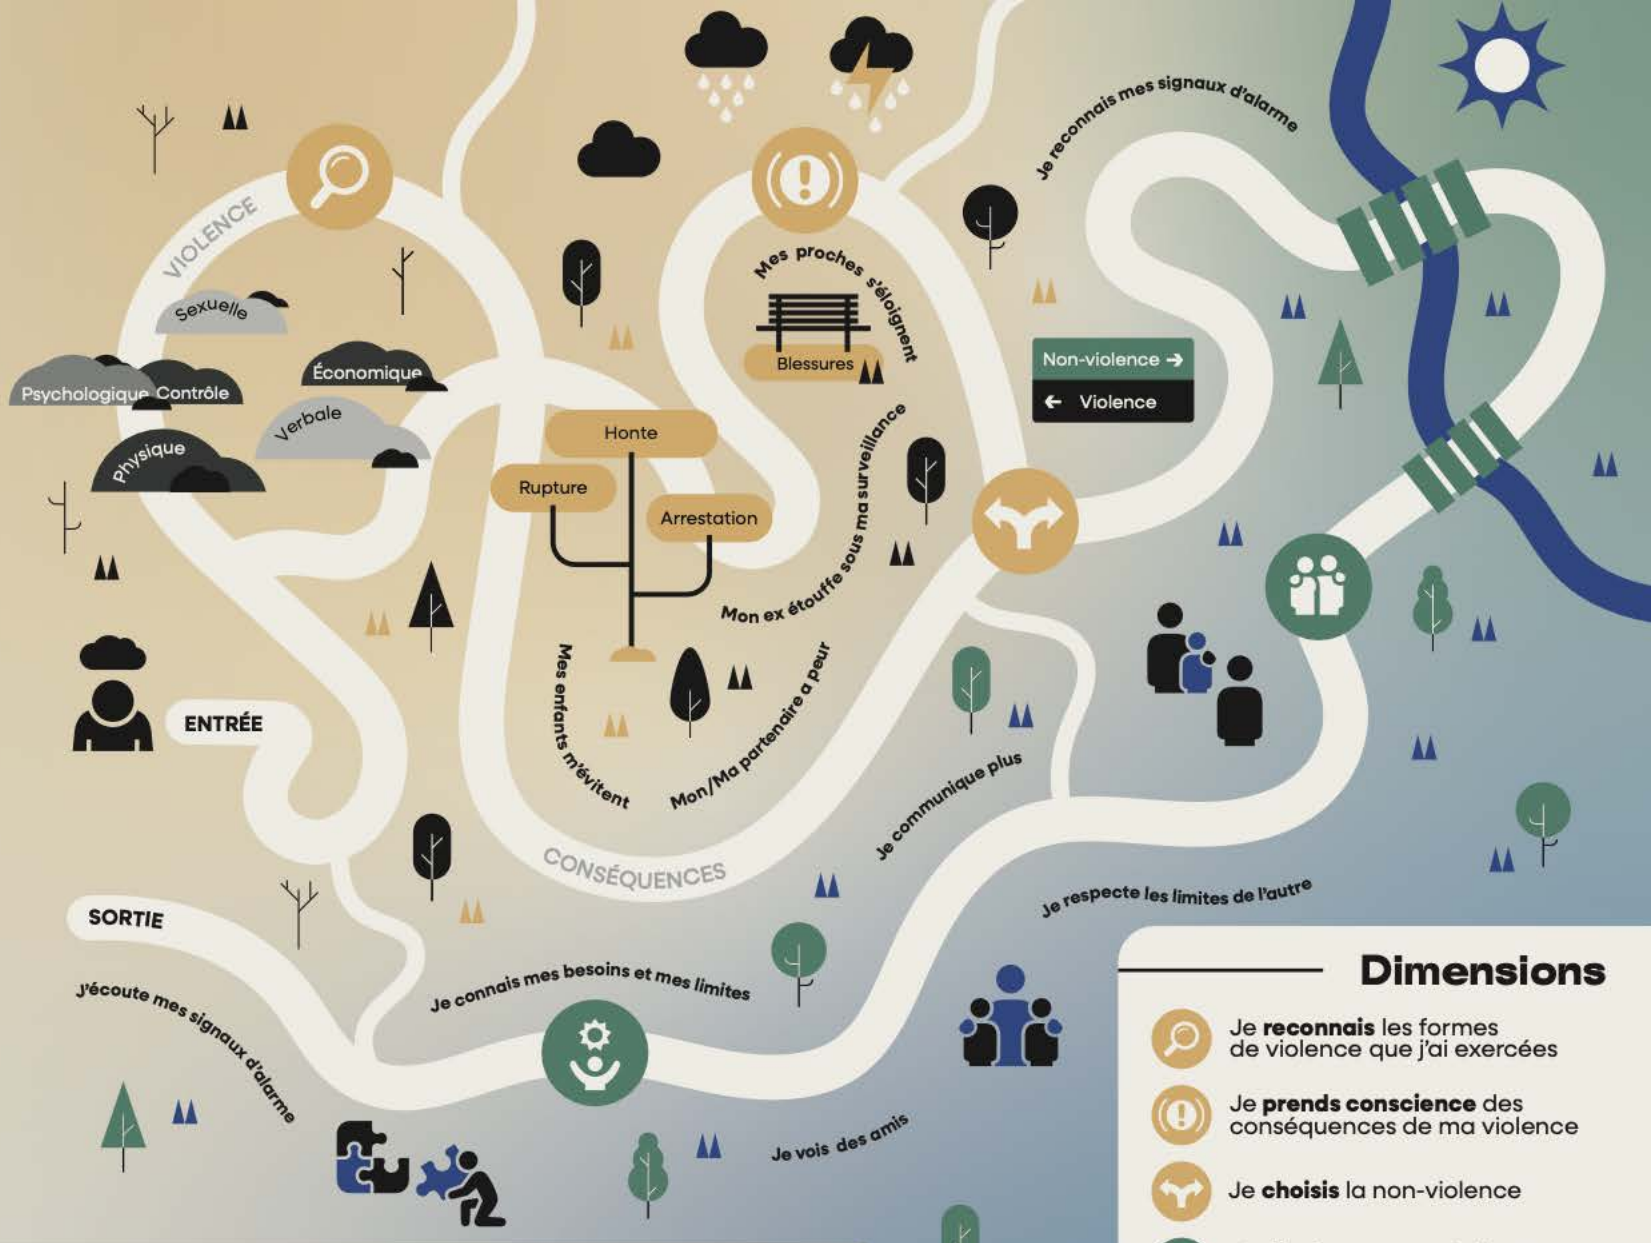 Je reconnais mes signaux d'alarme
VIOLENCE
Sexuelle
Psychologique
Contrôle
Économique
Verbale
Physique
Mes proches s'éloignent
Blessures
Non-violence →
← Violence
Honte
Rupture
Arrestation
Mon ex étouffe sous ma surveillance
Mes enfants m'évitent
Mon/Ma partenaire a peur
ENTRÉE
CONSÉQUENCES
Je communique plus
Je respecte les limites de l'autre
SORTIE
J'écoute mes signaux d'alarme
Je connais mes besoins et mes limites
Je vois des amis
Dimensions
Je reconnais les formes
de violence que j'ai exercées
Je prends conscience des
conséquences de ma violence
Je choisis la non-violence